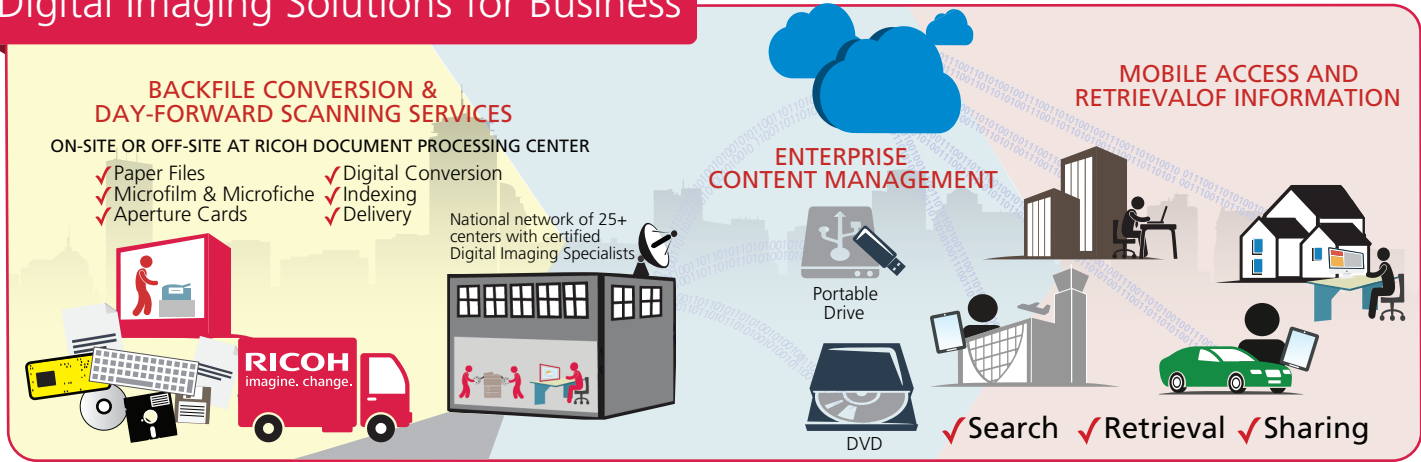 Digital Imaging Solutions for Business
BACKFILE CONVERSION &
DAY-FORWARD SCANNING SERVICES
ON-SITE OR OFF-SITE AT RICOH DOCUMENT PROCESSING CENTER
Paper Files
Microfilm & Microfiche
Aperture Cards
Digital Conversion
Indexing
Delivery
National network of 25+
centers with certified
Digital Imaging Specialists
RICOH
imagine. change.
ENTERPRISE
CONTENT MANAGEMENT
Portable
Drive
DVD
MOBILE ACCESS AND
RETRIEVALOF INFORMATION
Search
Retrieval
Sharing